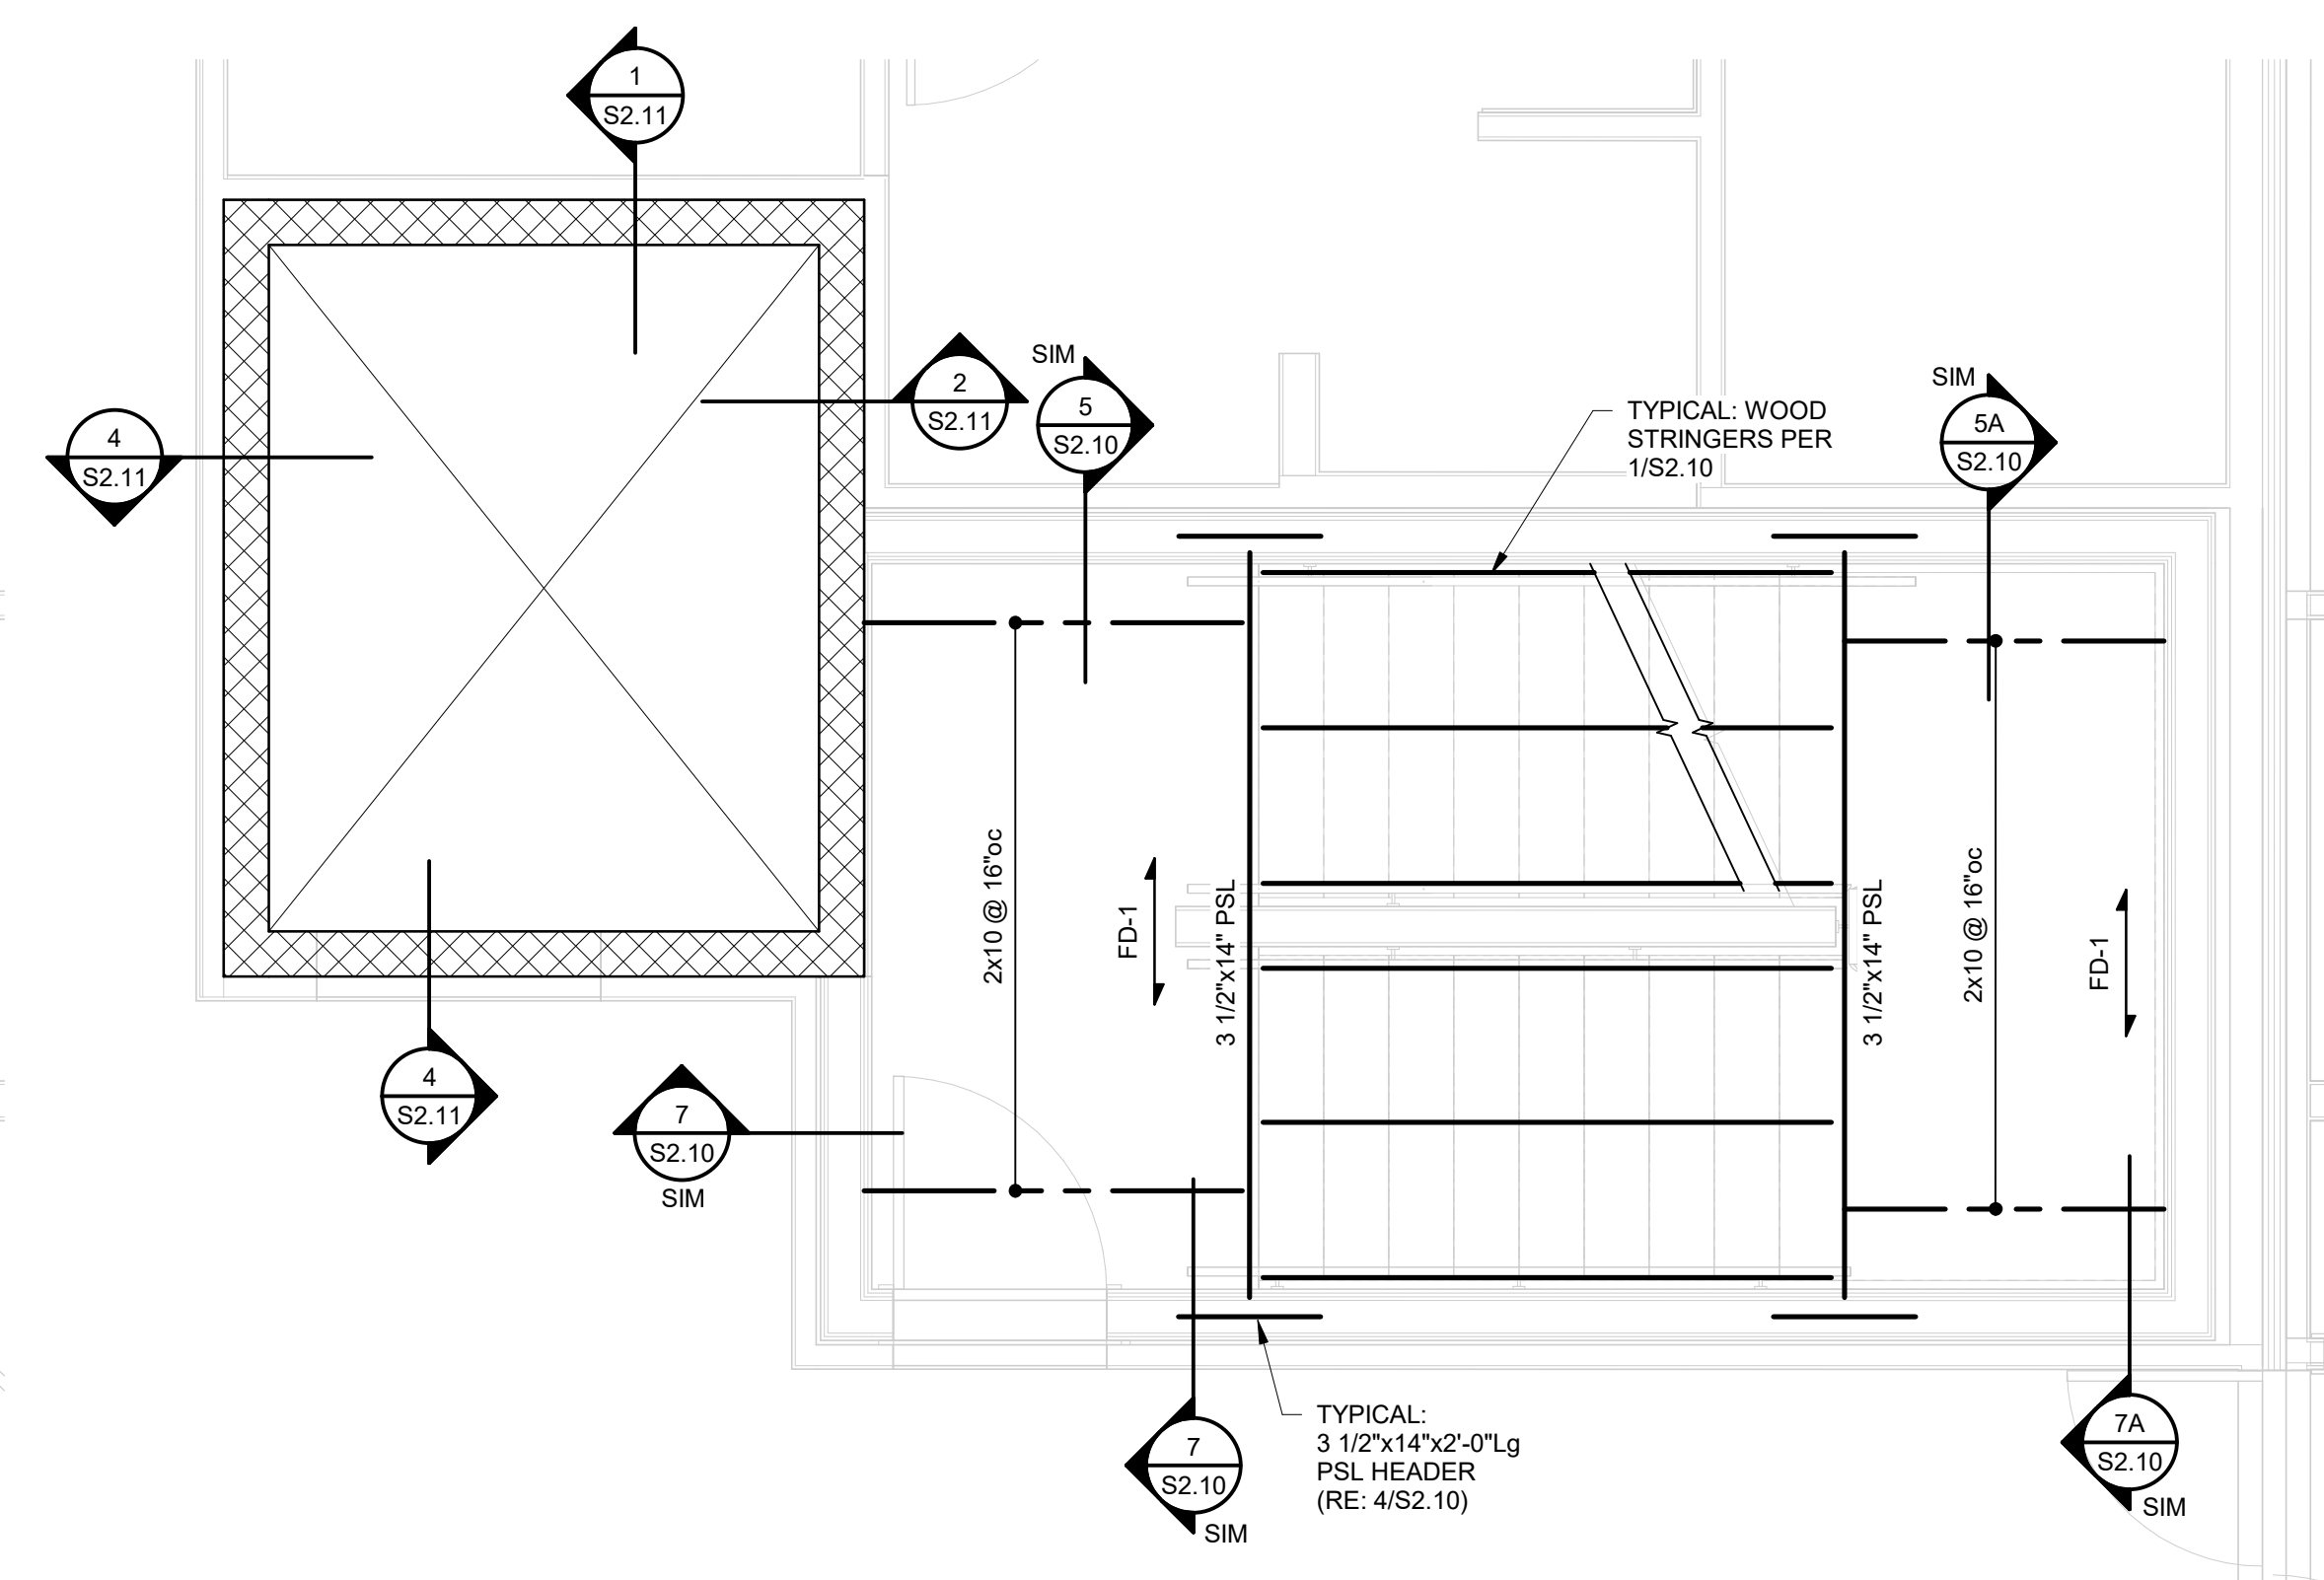 1
S2.11
SIM
2
S2.11
5
S2.10
TYPICAL: WOOD
STRINGERS PER
1/S2.10
SIM
5A
S2.10
4
S2.11
2x10 @ 16"oc
FD-1
3 1/2"x14" PSL
3 1/2"x14" PSL
2x10 @ 16"oc
FD-1
4
S2.11
7
S2.10
SIM
7
S2.10
SIM
TYPICAL:
3 1/2"x14"x2'-0"Lg
PSL HEADER
(RE: 4/S2.10)
7A
S2.10
SIM